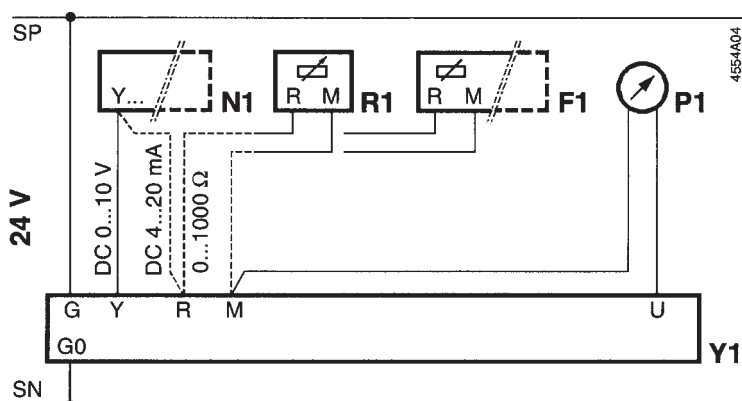 SP
4554A04
Y...
N1
R M
R1
R M
F1
P1
24 V
DC 0...10 V
DC 4...20 mA
0...1000 Ω
G Y R M U
G0
Y1
SN